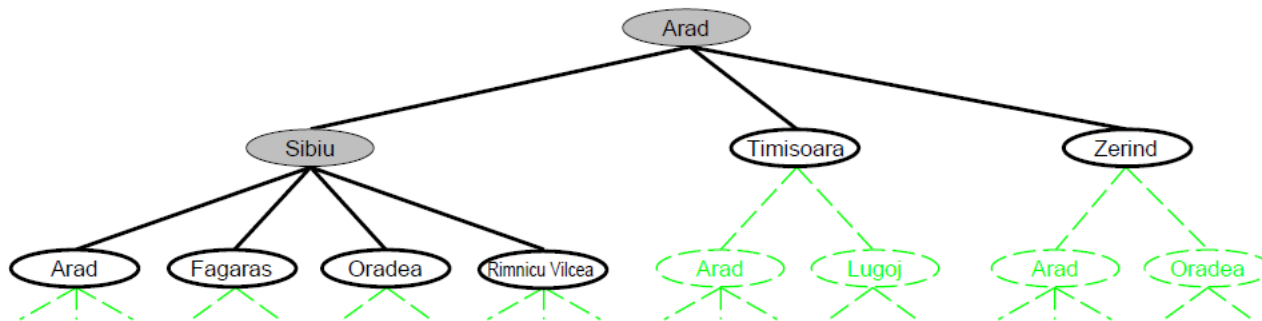 Arad
Sibiu Timisoara Zerind
Arad Fagaras Oradea Rimnicu Vilcea Arad Lugoj Arad Oradea